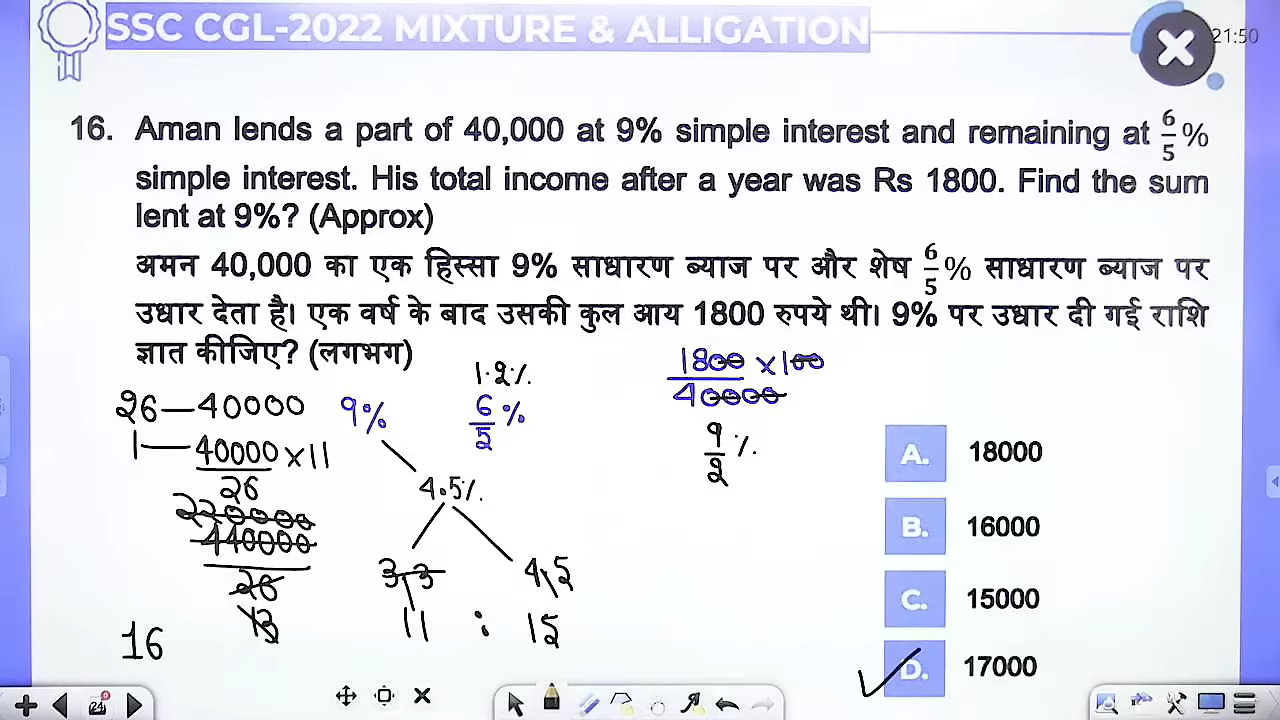 SSC CGL-2022 MIXTURE & ALLIGATION
21:50
16. Aman lends a part of 40,000 at 9% simple interest and remaining at 6/5%
simple interest. His total income after a year was Rs 1800. Find the sum
lent at 9%? (Approx)
अमन 40,000 का एक हिस्सा 9% साधारण ब्याज पर और शेष 6/5% साधारण ब्याज पर
उधार देता है। एक वर्ष के बाद उसकी कुल आय 1800 रुपये थी। 9% पर उधार दी गई राशि
ज्ञात कीजिए? (लगभग)
26—40000
1—40000×11/26
220000
440000
26
13
16
9%
1.2%
6/5%
4.5%
3.3
4.5
11 : 15
1800×100/40000
9/2%
A. 18000
B. 16000
C. 15000
D. 17000
24